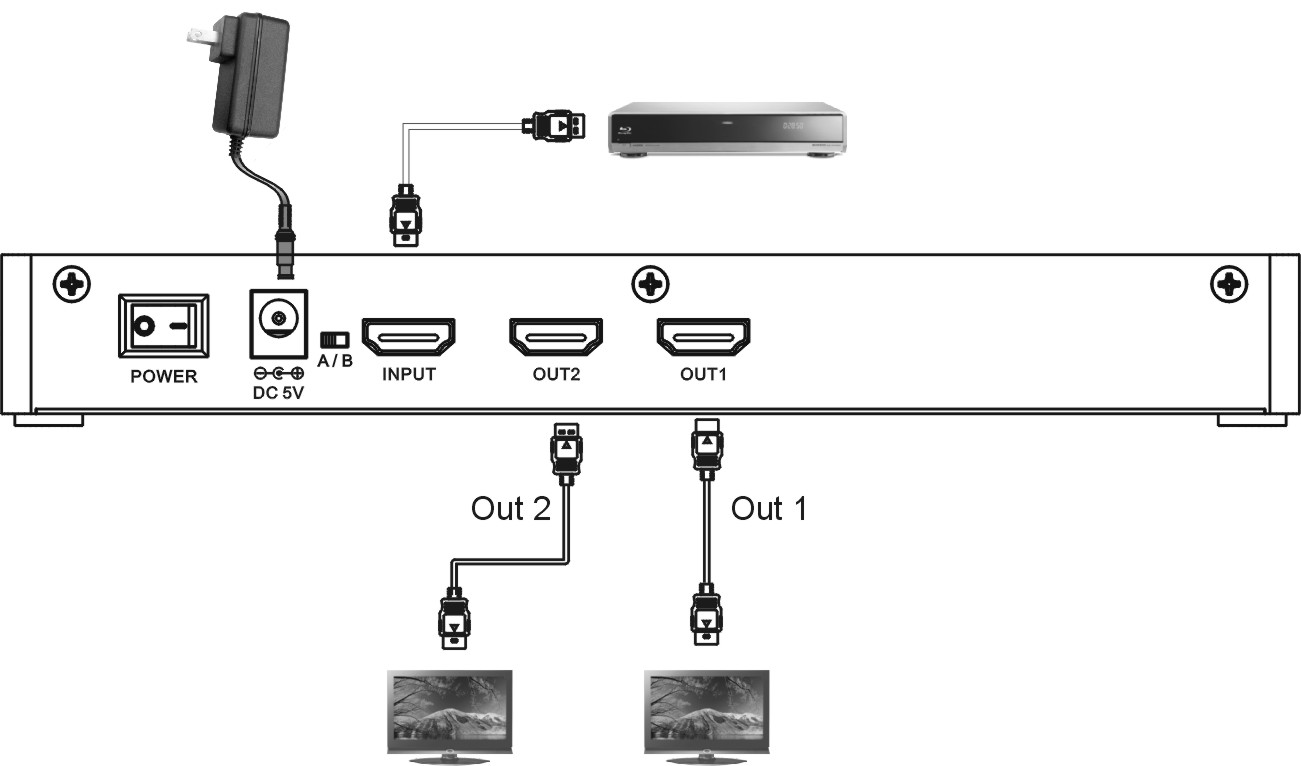 POWER
DC 5V
A / B
INPUT
OUT2
OUT1
Out 2
Out 1